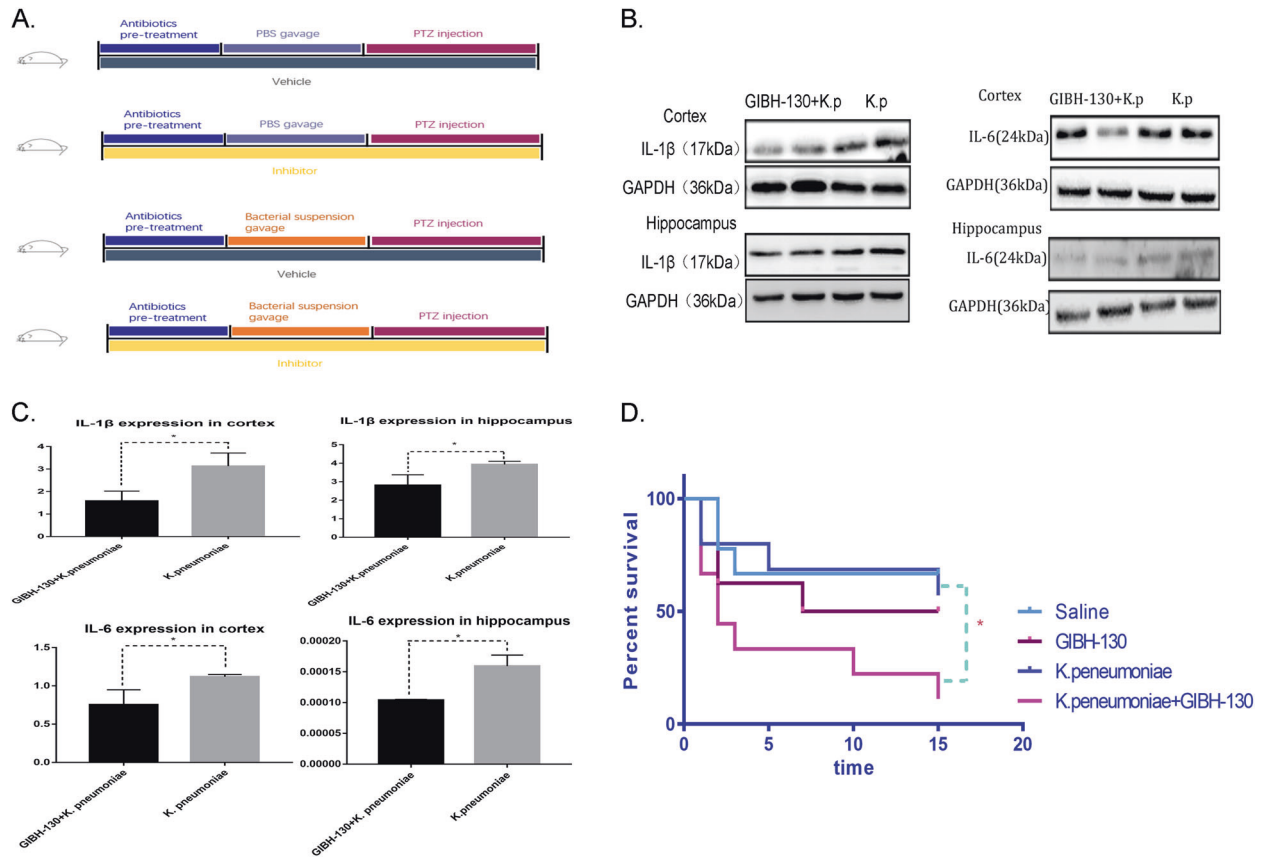 A.
Antibiotics
pre-treatment
PBS gavage
PTZ injection
Vehicle
Antibiotics
pre-treatment
PBS gavage
PTZ injection
Inhibitor
Antibiotics
pre-treatment
Bacterial suspension
gavage
PTZ injection
Vehicle
Antibiotics
pre-treatment
Bacterial suspension
gavage
PTZ injection
Inhibitor
B.
GIBH-130+K.p K.p
Cortex
IL-1β (17kDa)
GAPDH (36kDa)
Hippocampus
IL-1β (17kDa)
GAPDH (36kDa)
Cortex
GIBH-130+K.p K.p
IL-6(24kDa)
GAPDH(36kDa)
Hippocampus
IL-6(24kDa)
GAPDH(36kDa)
C.
IL-1β expression in cortex
*
4
3
2
1
0
GIBH-130+K.pneumoniae
K.pneumoniae
IL-1β expression in hippocampus
*
5
4
3
2
1
0
GIBH-130+K.pneumoniae
K.pneumoniae
IL-6 expression in cortex
*
1.5
1.0
0.5
0.0
GIBH-130+K. pneumoniae
K. pneumoniae
IL-6 expression in hippocampus
*
0.00020
0.00015
0.00010
0.00005
0.00000
GIBH-130+K. pneumoniae
K.pneumoniae
D.
Percent survival
100
50
0
0 5 10 15 20
time
*
Saline
GIBH-130
K.peneumoniae
K.peneumoniae+GIBH-130